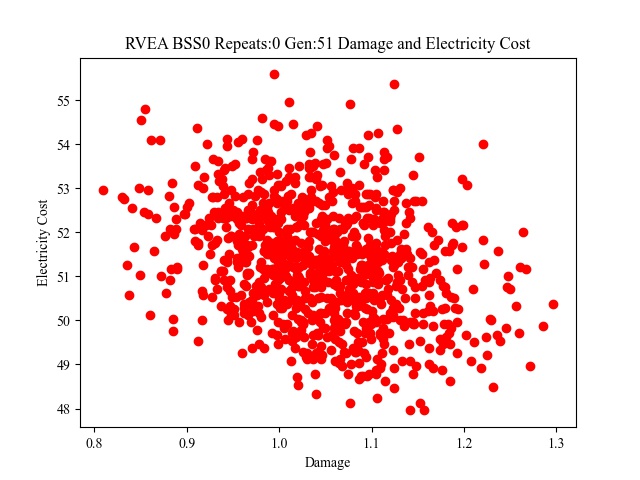 RVEA BSS0 Repeats:0 Gen:51 Damage and Electricity Cost
Electricity Cost
55
54
53
52
51
50
49
48
0.8 0.9 1.0 1.1 1.2 1.3
Damage